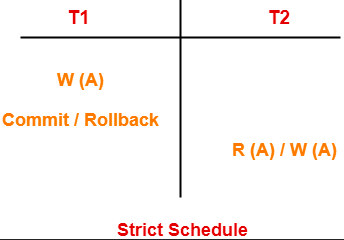 T1 T2
W (A)
Commit / Rollback
R (A) / W (A)
Strict Schedule